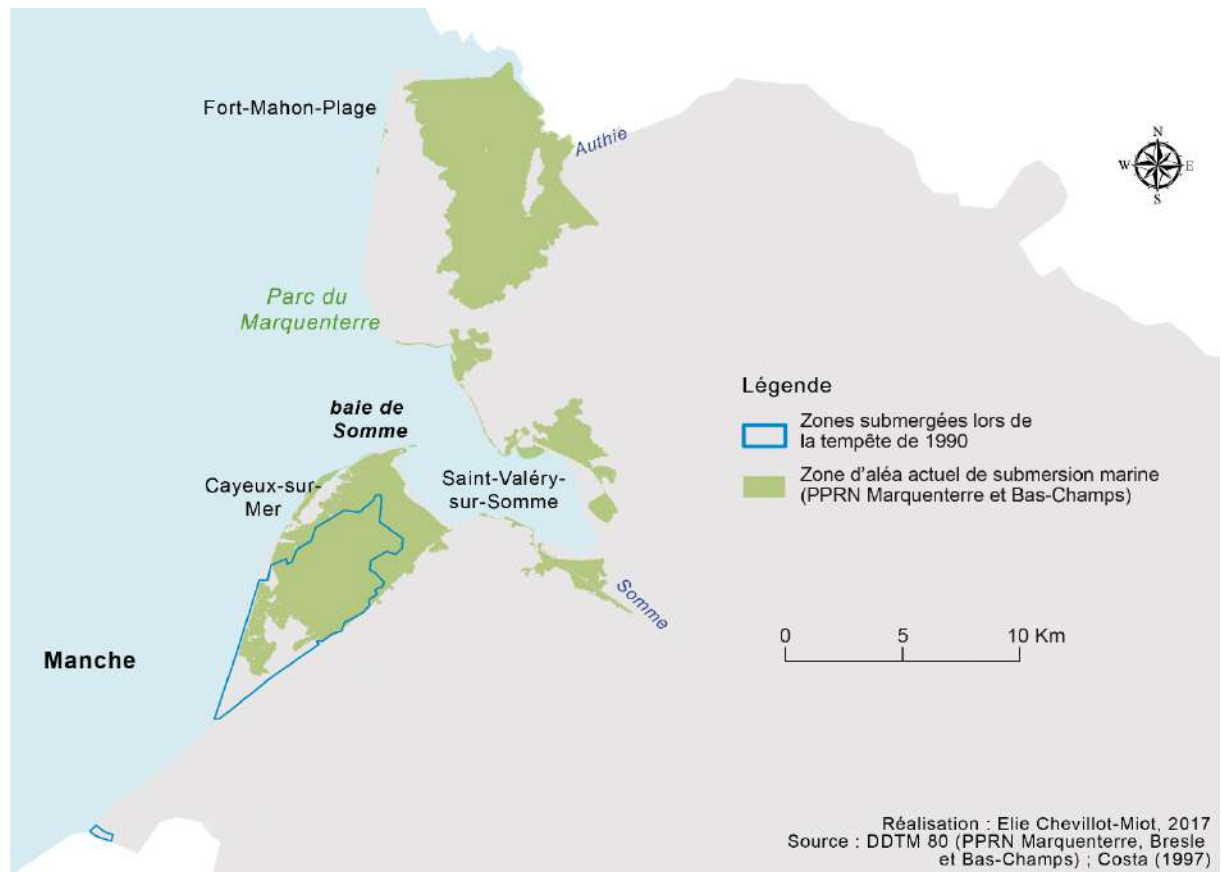 Fort-Mahon-Plage
Authie
N
W
E
S
Parc du
Marquenterre
baie de
Somme
Cayeux-sur-
Mer
Saint-Valéry-
sur-Somme
Somme
Manche
Légende
Zones submergées lors de
la tempête de 1990
Zone d'aléa actuel de submersion marine
(PPRN Marquenterre et Bas-Champs)
0 5 10 Km
Réalisation : Elie Chevillot-Miot, 2017
Source : DDTM 80 (PPRN Marquenterre, Bresle
et Bas-Champs) ; Costa (1997)